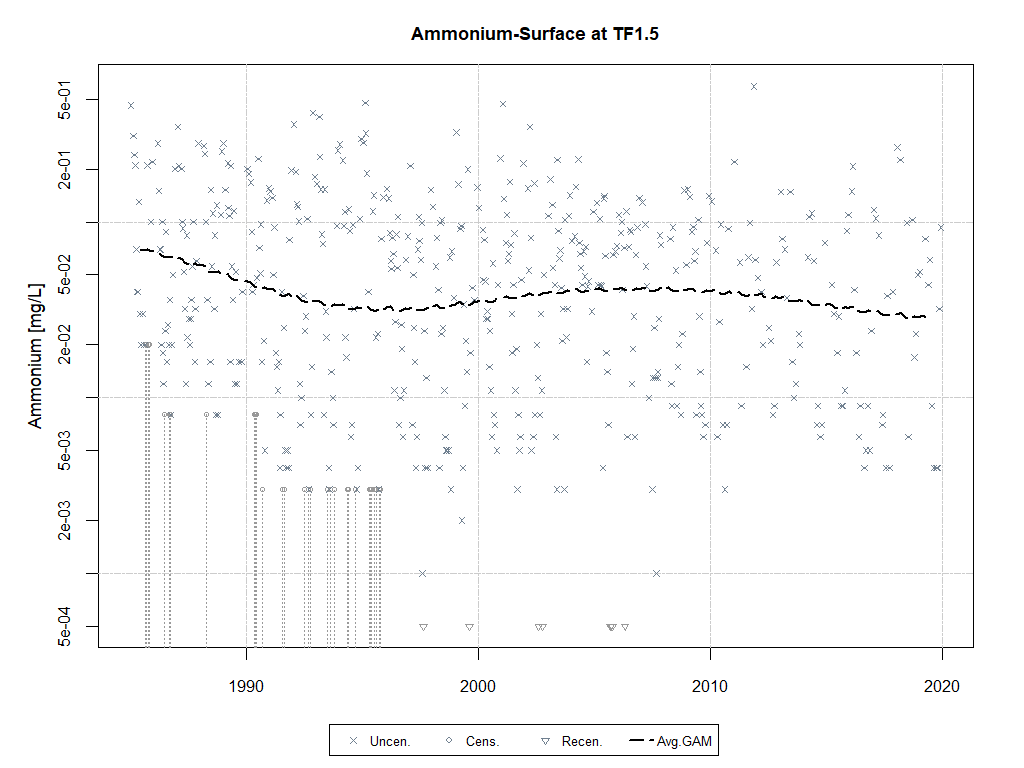 Ammonium-Surface at TF1.5
Ammonium [mg/L]
5e-01
2e-01
5e-02
2e-02
5e-03
2e-03
5e-04
1990 2000 2010 2020
Uncen. Cens. Recen. Avg.GAM